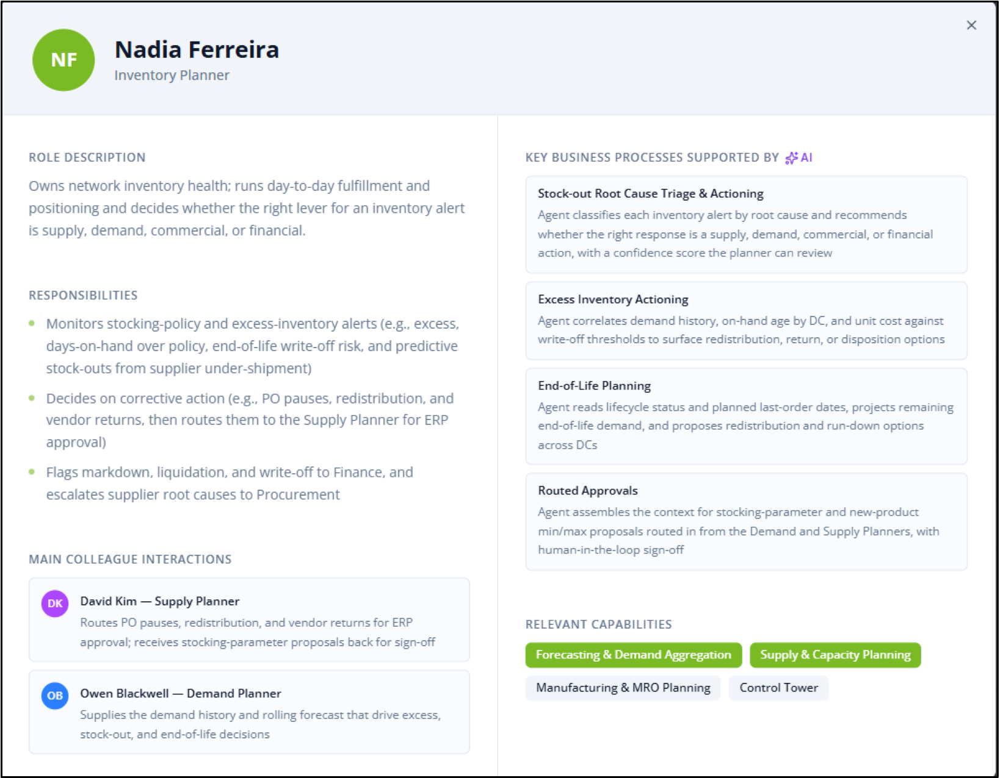 NF
Nadia Ferreira
Inventory Planner
ROLE DESCRIPTION
Owns network inventory health; runs day-to-day fulfillment and
positioning and decides whether the right lever for an inventory alert
is supply, demand, commercial, or financial.
RESPONSIBILITIES
Monitors stocking-policy and excess-inventory alerts (e.g., excess,
days-on-hand over policy, end-of-life write-off risk, and predictive
stock-outs from supplier under-shipment)
Decides on corrective action (e.g., PO pauses, redistribution, and
vendor returns, then routes them to the Supply Planner for ERP
approval)
Flags markdown, liquidation, and write-off to Finance, and
escalates supplier root causes to Procurement
MAIN COLLEAGUE INTERACTIONS
DK
David Kim — Supply Planner
Routes PO pauses, redistribution, and vendor returns for ERP
approval; receives stocking-parameter proposals back for sign-off
OB
Owen Blackwell — Demand Planner
Supplies the demand history and rolling forecast that drive excess,
stock-out, and end-of-life decisions
KEY BUSINESS PROCESSES SUPPORTED BY AI
Stock-out Root Cause Triage & Actioning
Agent classifies each inventory alert by root cause and recommends
whether the right response is a supply, demand, commercial, or financial
action, with a confidence score the planner can review
Excess Inventory Actioning
Agent correlates demand history, on-hand age by DC, and unit cost against
write-off thresholds to surface redistribution, return, or disposition options
End-of-Life Planning
Agent reads lifecycle status and planned last-order dates, projects remaining
end-of-life demand, and proposes redistribution and run-down options
across DCs
Routed Approvals
Agent assembles the context for stocking-parameter and new-product
min/max proposals routed in from the Demand and Supply Planners, with
human-in-the-loop sign-off
RELEVANT CAPABILITIES
Forecasting & Demand Aggregation
Supply & Capacity Planning
Manufacturing & MRO Planning
Control Tower